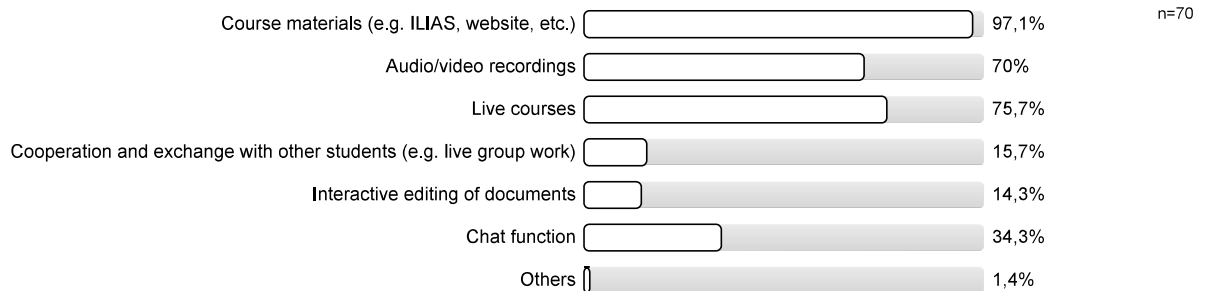 n=70
Course materials (e.g. ILIAS, website, etc.) 97,1%
Audio/video recordings 70%
Live courses 75,7%
Cooperation and exchange with other students (e.g. live group work) 15,7%
Interactive editing of documents 14,3%
Chat function 34,3%
Others 1,4%